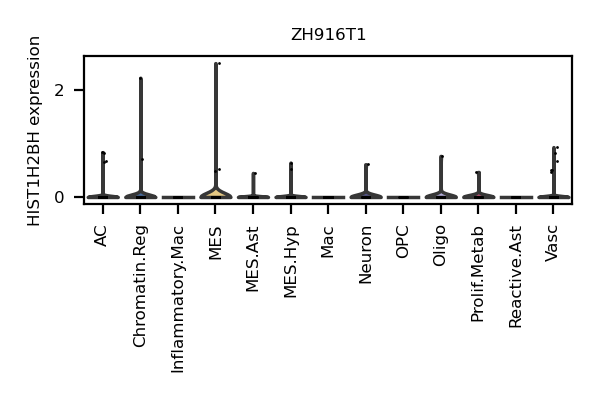 ZH916T1
HIST1H2BH expression
2
0
AC
Chromatin.Reg
Inflammatory.Mac
MES
MES.Ast
MES.Hyp
Mac
Neuron
OPC
Oligo
Prolif.Metab
Reactive.Ast
Vasc